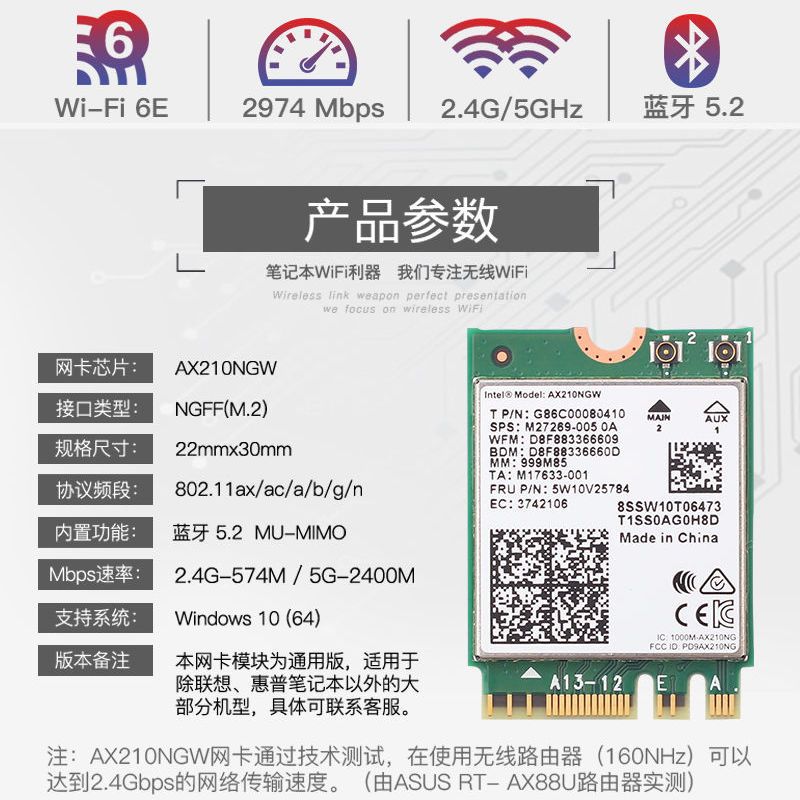 6
Wi-Fi 6E
2974 Mbps
2.4G/5GHz
蓝牙 5.2
产品参数
笔记本WiFi利器 我们专注无线WiFi
Wireless link weapon perfect presentation
we focus on wireless WiFi
网卡芯片： AX210NGW
接口类型： NGFF(M.2)
规格尺寸： 22mmx30mm
协议频段： 802.11ax/ac/a/b/g/n
内置功能： 蓝牙 5.2 MU-MIMO
Mbps速率： 2.4G-574M / 5G-2400M
支持系统： Windows 10 (64)
版本备注 本网卡模块为通用版，适用于
除联想、惠普笔记本以外的大
部分机型，具体可联系客服。
2 1
Intel® Model: AX210NGW
T P/N: G86C00080410
SPS: M27269-005 0A
WFM: D8F883366609
BDM: D8F88336660D
MM: 999M85
TA: M17633-001
FRU P/N: 5W10V25784
EC: 3742106
MAIN
2
AUX
1
8SSW10T06473
T1SS0AG0H8D
Made in China
CE
IC: 1000M-AX210NG
FCC ID: PD9AX210NG
A13-12 E A
注：AX210NGW网卡通过技术测试，在使用无线路由器（160NHz）可以
达到2.4Gbps的网络传输速度。（由ASUS RT- AX88U路由器实测）